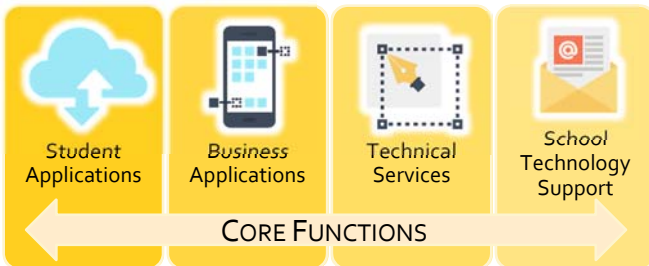 Student
Applications
Business
Applications
Technical
Services
School
Technology
Support
CORE FUNCTIONS